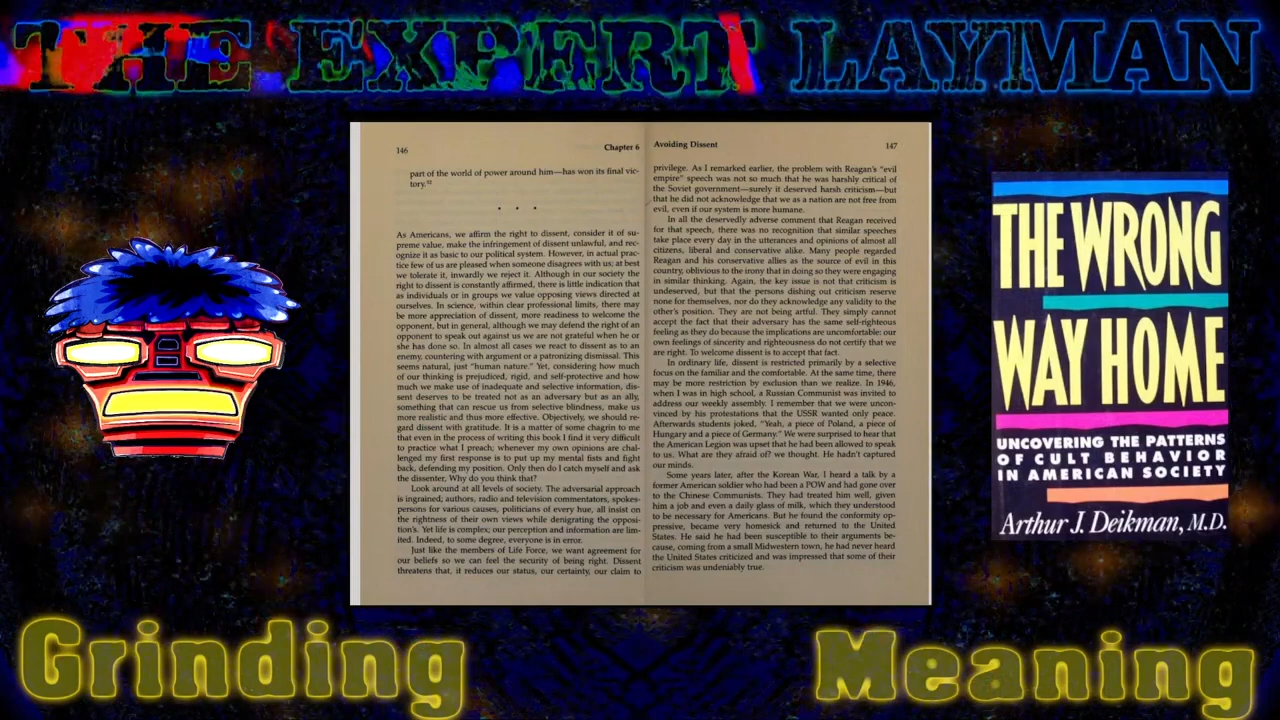 THE EXPERT LAYMAN
146
Chapter 6
part of the world of power around him—has won its final vic-
tory.
As Americans, we affirm the right to dissent, consider it of su-
preme value, make the infringement of dissent unlawful, and rec-
ognize it as basic to our political system. However, in actual prac-
tice few of us are pleased when someone disagrees with us; at best
we tolerate it, inwardly we reject it. Although in our society the
right to dissent is constantly affirmed, there is little indication that
as individuals or in groups we value opposing views directed at
ourselves. In science, within clear professional limits, there may
be more appreciation of dissent, more readiness to welcome the
opponent, but in general, although we may defend the right of an
opponent to speak out against us we are not grateful when he or
she has done so. In almost all cases we react to dissent as to an
enemy, countering with argument or a patronizing dismissal. This
seems natural, just "human nature." Yet, considering how much
of our thinking is prejudiced, rigid, and self-protective and how
much we make use of inadequate and selective information, dis-
sent deserves to be treated not as an adversary but as an ally,
something that can rescue us from selective blindness, make us
more realistic and thus more effective. Objectively, we should re-
gard dissent with gratitude. It is a matter of some chagrin to me
that even in the process of writing this book I find it very difficult
to practice what I preach; whenever my own opinions are chal-
lenged my first response is to put up my mental fists and fight
back, defending my position. Only then do I catch myself and ask
the dissenter, Why do you think that?
Look around at all levels of society. The adversarial approach
is ingrained; authors, radio and television commentators, spokes-
persons for various causes, politicians of every hue, all insist on
the rightness of their own views while denigrating the opposi-
tion's. Yet life is complex; our perception and information are lim-
ited. Indeed, to some degree, everyone is in error.
Just like the members of Life Force, we want agreement for
our beliefs so we can feel the security of being right. Dissent
threatens that, it reduces our status, our certainty, our claim to
Avoiding Dissent
147
privilege. As I remarked earlier, the problem with Reagan's "evil
empire" speech was not so much that he was harshly critical of
the Soviet government—surely it deserved harsh criticism—but
that he did not acknowledge that we as a nation are not free from
evil, even if our system is more humane.
In all the deservedly adverse comment that Reagan received
for that speech, there was no recognition that similar speeches
take place every day in the utterances and opinions of almost all
citizens, liberal and conservative alike. Many people regarded
Reagan and his conservative allies as the source of evil in this
country, oblivious to the irony that in doing so they were engaging
in similar thinking. Again, the key issue is not that criticism is
undeserved, but that the persons dishing out criticism reserve
none for themselves, nor do they acknowledge any validity to the
other's position. They are not being artful. They simply cannot
accept the fact that their adversary has the same self-righteous
feeling as they do because the implications are uncomfortable: our
own feelings of sincerity and righteousness do not certify that we
are right. To welcome dissent is to accept that fact.
In ordinary life, dissent is restricted primarily by a selective
focus on the familiar and the comfortable. At the same time, there
may be more restriction by exclusion than we realize. In 1946,
when I was in high school, a Russian Communist was invited to
address our weekly assembly. I remember that we were uncon-
vinced by his protestations that the USSR wanted only peace.
Afterwards students joked, "Yeah, a piece of Poland, a piece of
Hungary and a piece of Germany." We were surprised to hear that
the American Legion was upset that he had been allowed to speak
to us. What are they afraid of? we thought. He hadn't captured
our minds.
Some years later, after the Korean War, I heard a talk by a
former American soldier who had been a POW and had gone over
to the Chinese Communists. They had treated him well, given
him a job and even a daily glass of milk, which they understood
to be necessary for Americans. But he found the conformity op-
pressive, became very homesick and returned to the United
States. He said he had been susceptible to their arguments be-
cause, coming from a small Midwestern town, he had never heard
the United States criticized and was impressed that some of their
criticism was undeniably true.
THE WRONG
WAY HOME
UNCOVERING THE PATTERNS
OF CULT BEHAVIOR
IN AMERICAN SOCIETY
Arthur J. Deikman, M.D.
Grinding
Meaning